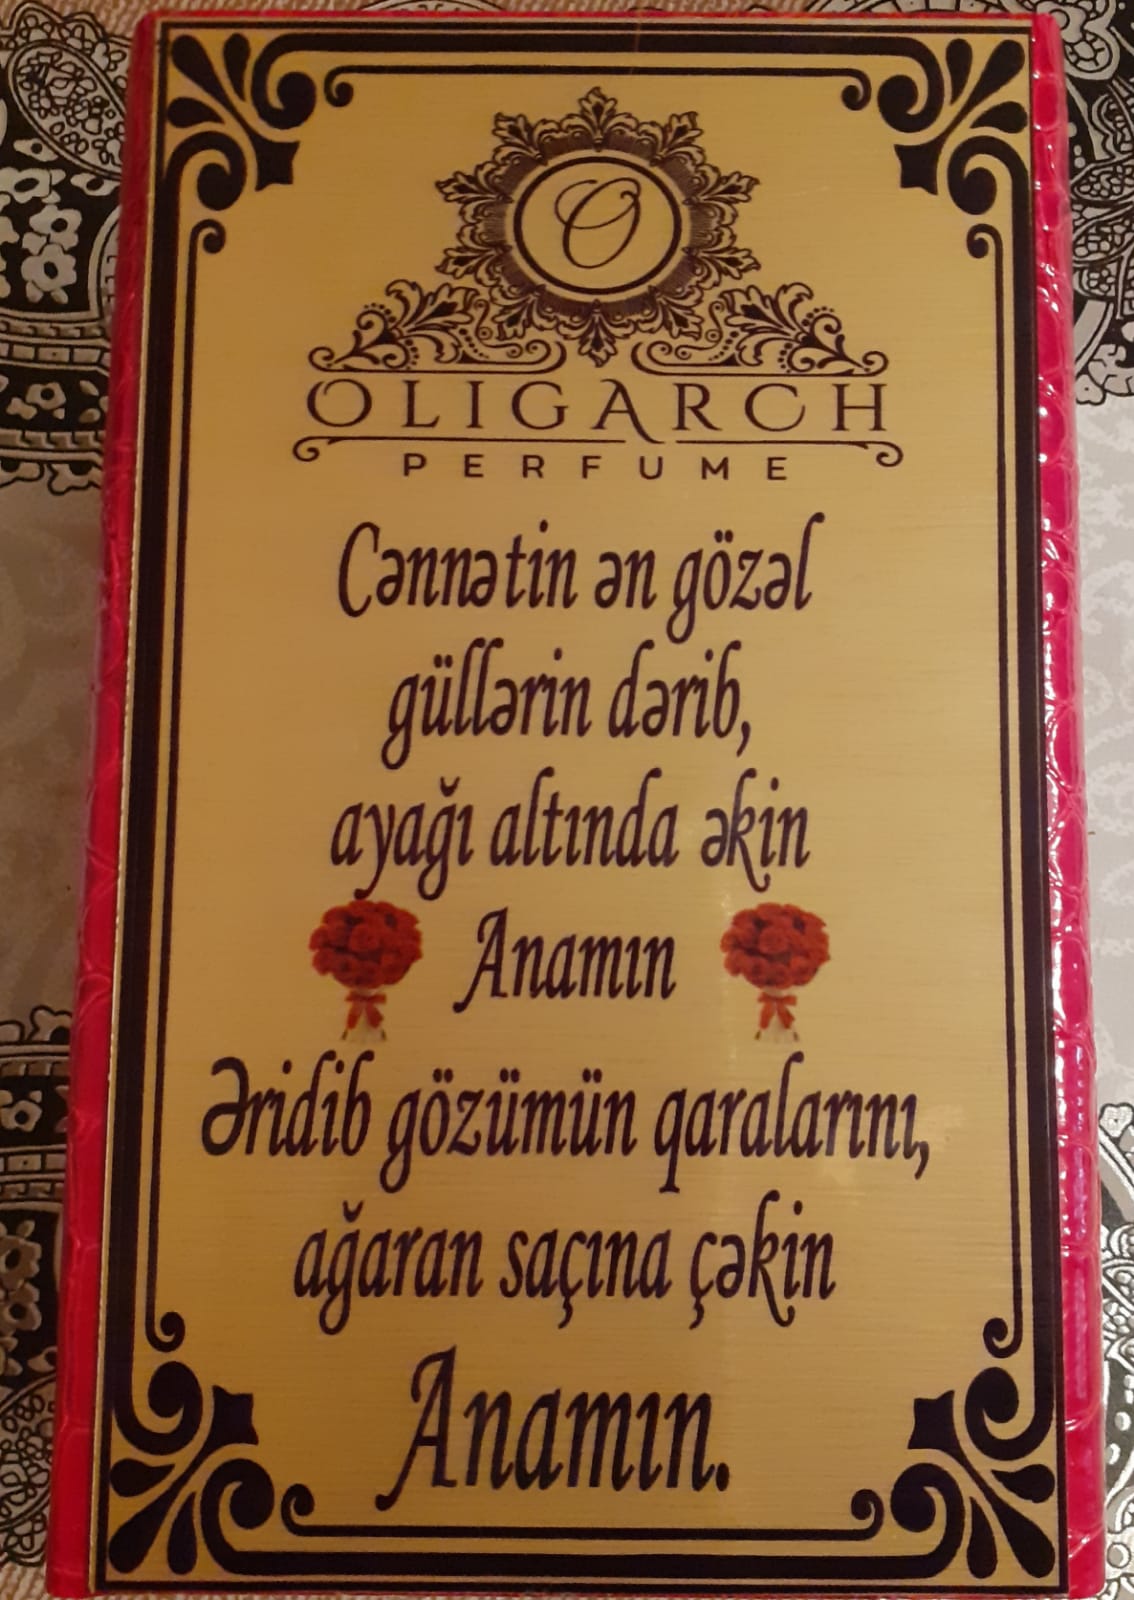 O
OLIGARCH
PERFUME
Cənnətin ən gözəl
güllərin dərib,
ayağı altında əkin
Anamın
Əridib gözümün qaralarını,
ağaran saçına çəkin
Anamın.